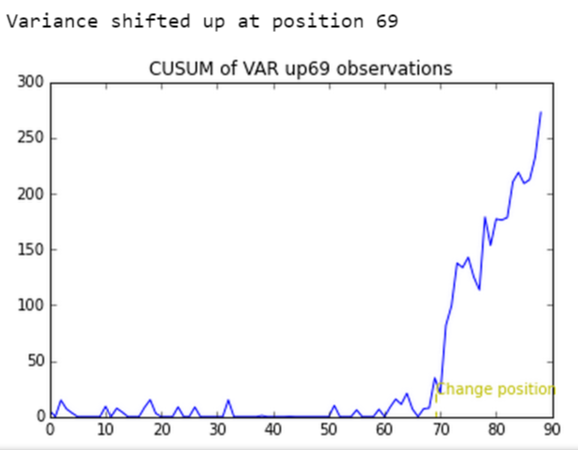 Variance shifted up at position 69
CUSUM of VAR up69 observations
300
250
200
150
100
50
0
Change position
0 10 20 30 40 50 60 70 80 90